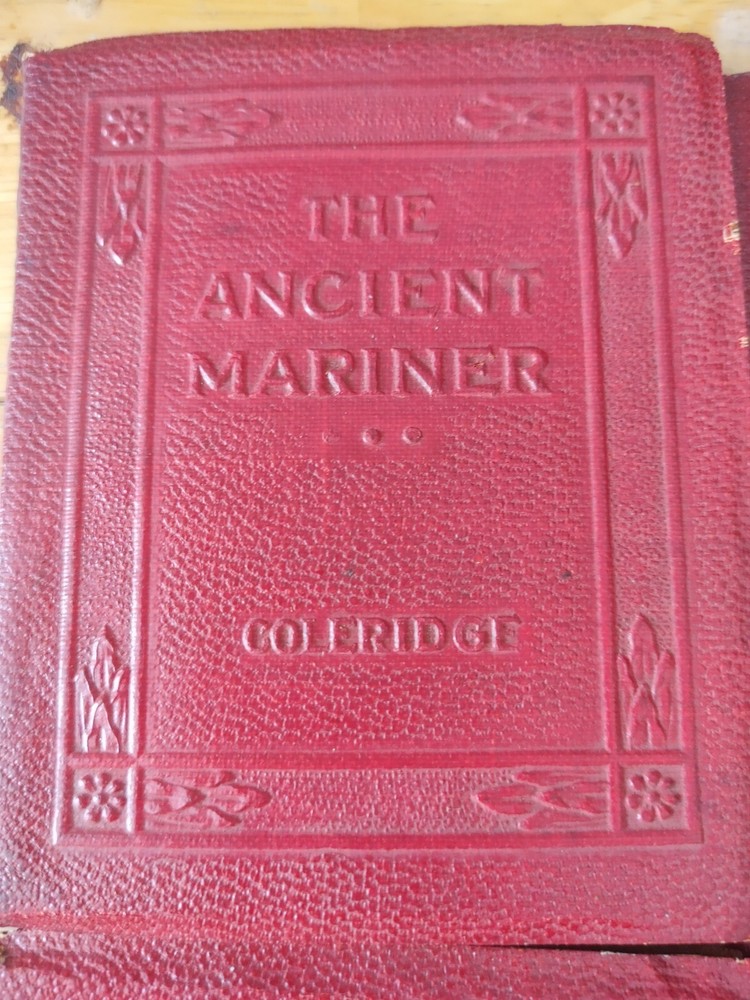 THE
ANCIENT
MARINER
COLERIDGE